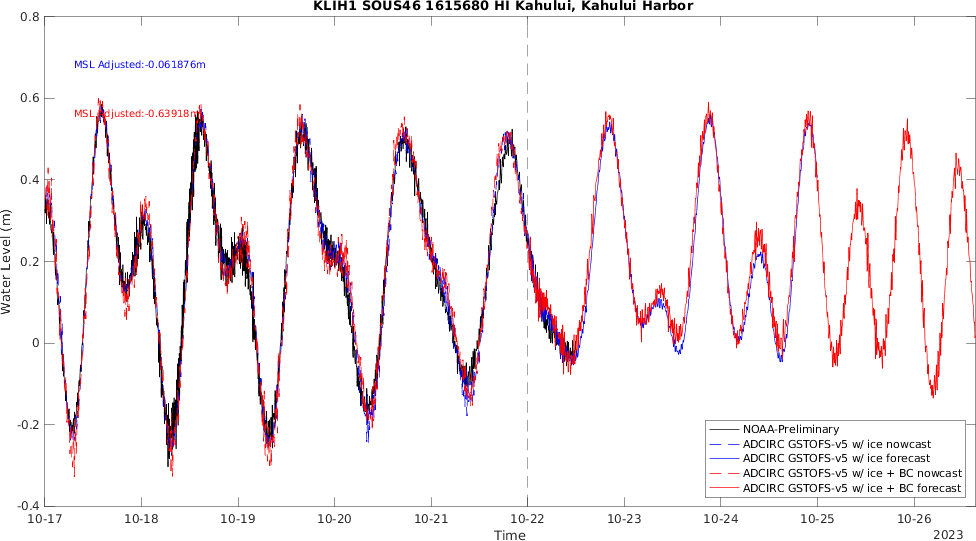 KLIH1 SOUS46 1615680 HI Kahului, Kahului Harbor
0.8
MSL Adjusted:-0.061876m
0.6
MSL Adjusted:-0.63918m
0.4
Water Level (m)
0.2
0
-0.2
NOAA-Preliminary
ADCIRC GSTOFS-v5 w/ ice nowcast
ADCIRC GSTOFS-v5 w/ ice forecast
ADCIRC GSTOFS-v5 w/ ice + BC nowcast
ADCIRC GSTOFS-v5 w/ ice + BC forecast
-0.4
10-17 10-18 10-19 10-20 10-21 10-22 10-23 10-24 10-25 10-26
Time
2023